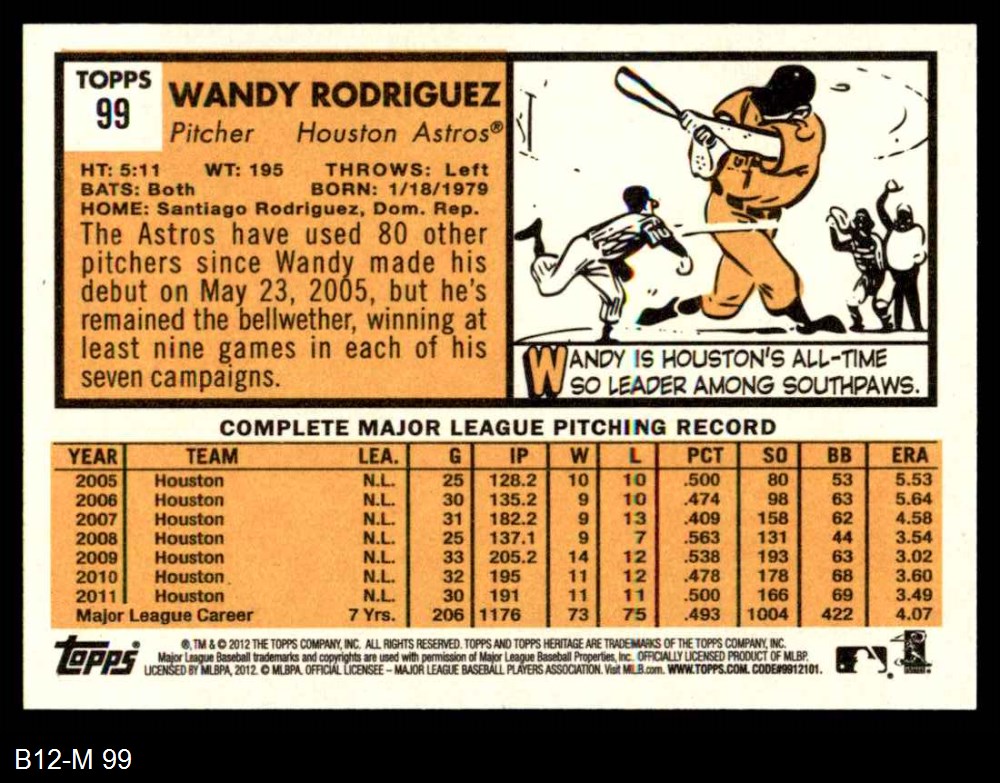 TOPPS
99
WANDY RODRIGUEZ
Pitcher Houston Astros®
HT: 5:11 WT: 195 THROWS: Left
BATS: Both BORN: 1/18/1979
HOME: Santiago Rodriguez, Dom. Rep.
The Astros have used 80 other
pitchers since Wandy made his
debut on May 23, 2005, but he's
remained the bellwether, winning at
least nine games in each of his
seven campaigns.
WANDY IS HOUSTON'S ALL-TIME
SO LEADER AMONG SOUTHPAWS.
COMPLETE MAJOR LEAGUE PITCHING RECORD
YEAR TEAM LEA. G IP W L PCT SO BB ERA
2005 Houston N.L. 25 128.2 10 10 .500 80 53 5.53
2006 Houston N.L. 30 135.2 9 10 .474 98 63 5.64
2007 Houston N.L. 31 182.2 9 13 .409 158 62 4.58
2008 Houston N.L. 25 137.1 9 7 .563 131 44 3.54
2009 Houston N.L. 33 205.2 14 12 .538 193 63 3.02
2010 Houston N.L. 32 195 11 12 .478 178 68 3.60
2011 Houston N.L. 30 191 11 11 .500 166 69 3.49
Major League Career 7 Yrs. 206 1176 73 75 .493 1004 422 4.07
Topps
®, TM & © 2012 THE TOPPS COMPANY, INC. ALL RIGHTS RESERVED. TOPPS AND TOPPS HERITAGE ARE TRADEMARKS OF THE TOPPS COMPANY, INC.
Major League Baseball trademarks and copyrights are used with permission of Major League Baseball Properties, Inc. OFFICIALLY LICENSED PRODUCT OF MLBP.
LICENSED BY MLBPA, 2012. © MLBPA. OFFICIAL LICENSEE – MAJOR LEAGUE BASEBALL PLAYERS ASSOCIATION. Visit MLB.com. WWW.TOPPS.COM. CODE#9912101.
B12-M 99